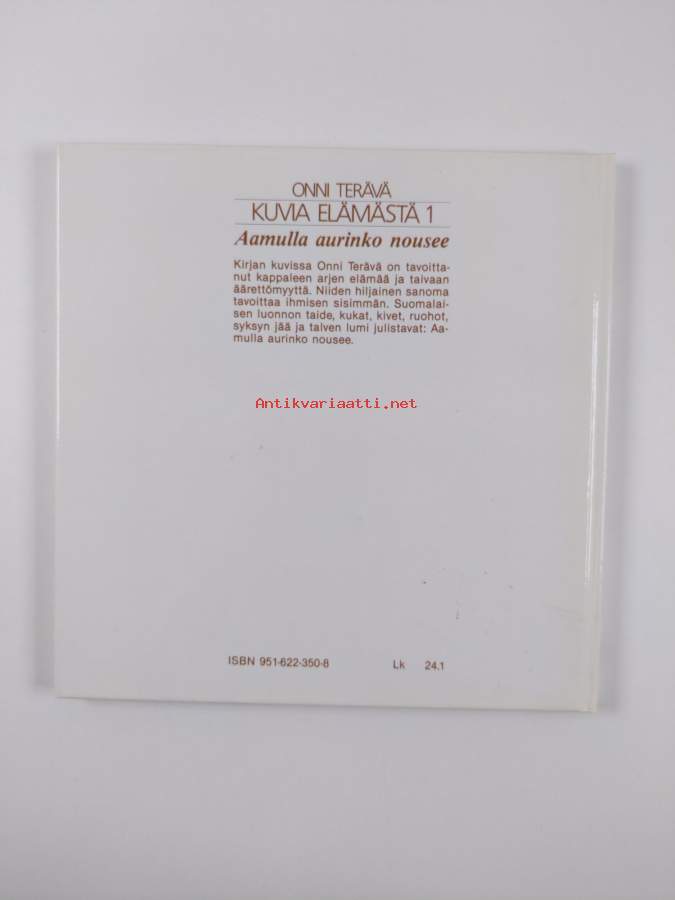 ONNI TERÄVÄ
KUVIA ELÄMÄSTÄ 1
Aamulla aurinko nousee
Kirjan kuvissa Onni Terävä on tavoitta-
nut kappaleen arjen elämää ja taivaan
äärettömyyttä. Niiden hiljainen sanoma
tavoittaa ihmisen sisimmän. Suomalai-
sen luonnon taide, kukat, kivet, ruohot,
syksyn jää ja talven lumi julistavat: Aa-
mulla aurinko nousee.
Antikvariaatti.net
ISBN 951-622-350-8 Lk 24.1